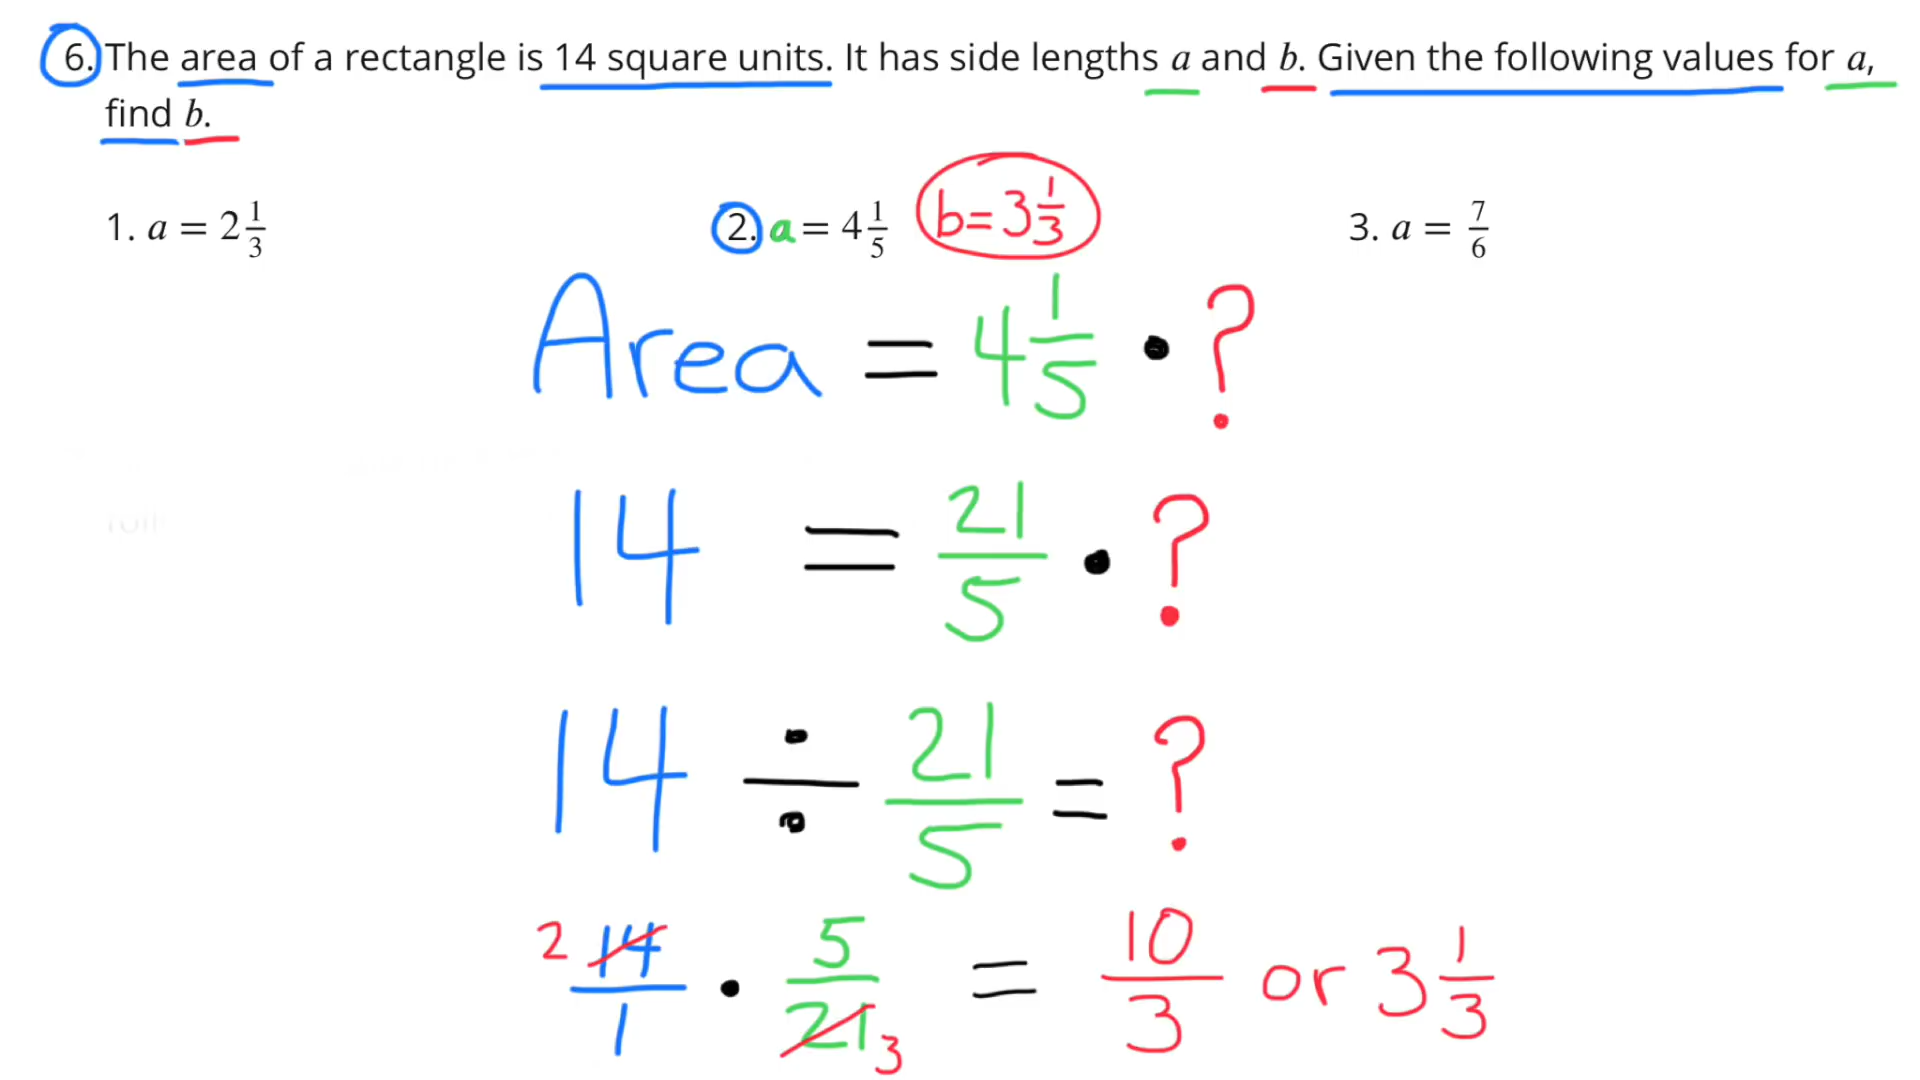 6. The area of a rectangle is 14 square units. It has side lengths a and b. Given the following values for a,
find b.
1. a = 2 1/3
2. a = 4 1/5
b = 3 1/3
3. a = 7/6
Area = 4 1/5 • ?
14 = 21/5 • ?
14 ÷ 21/5 = ?
2 14/1 • 5/21 3 = 10/3 or 3 1/3